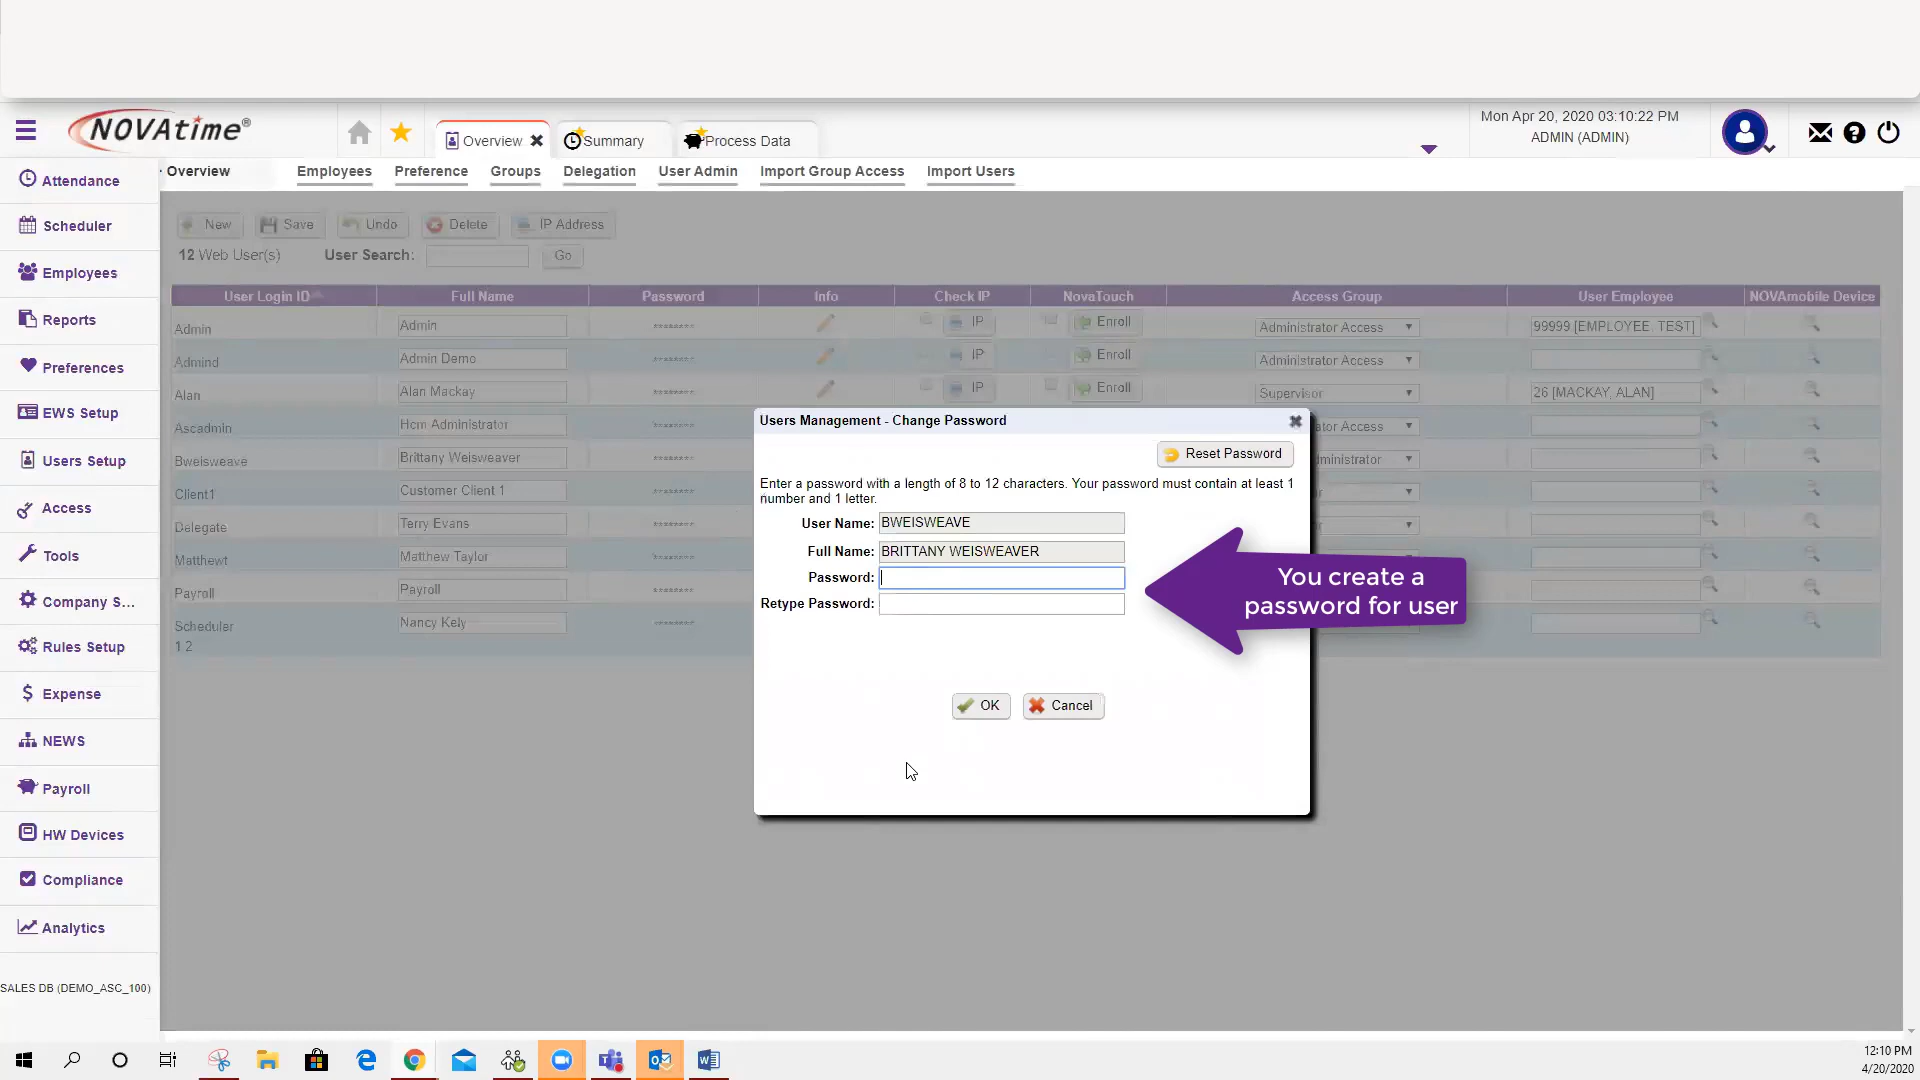 NOVAtime®
Overview
Summary
Process Data
Mon Apr 20, 2020 03:10:22 PM
ADMIN (ADMIN)
Overview Employees Preference Groups Delegation User Admin Import Group Access Import Users
Attendance
Scheduler
Employees
Reports
Preferences
EWS Setup
Users Setup
Access
Tools
Company S...
Rules Setup
Expense
NEWS
Payroll
HW Devices
Compliance
Analytics
SALES DB (DEMO_ASC_100)
New Save Undo Delete IP Address
12 Web User(s) User Search: Go
User Login ID Full Name Password Info Check IP NovaTouch Access Group User Employee NOVAmobile Device
Admin Admin ******** IP Enroll Administrator Access 99999 [EMPLOYEE, TEST]
Admind Admin Demo ******** IP Enroll Administrator Access
Alan Alan Mackay ******** IP Enroll Supervisor 26 [MACKAY, ALAN]
Ascadmin Hcm Administrator ******** ator Access
Bweisweave Brittany Weisweaver ******** ministrator
Client1 Customer Client 1 ********
Delegate Terry Evans ********
Matthewt Matthew Taylor ********
Payroll Payroll ********
Scheduler Nancy Kely ********
1 2
Users Management - Change Password
Reset Password
Enter a password with a length of 8 to 12 characters. Your password must contain at least 1
number and 1 letter.
User Name: BWEISWEAVE
Full Name: BRITTANY WEISWEAVER
Password:
Retype Password:
OK Cancel
You create a
password for user
12:10 PM
4/20/2020